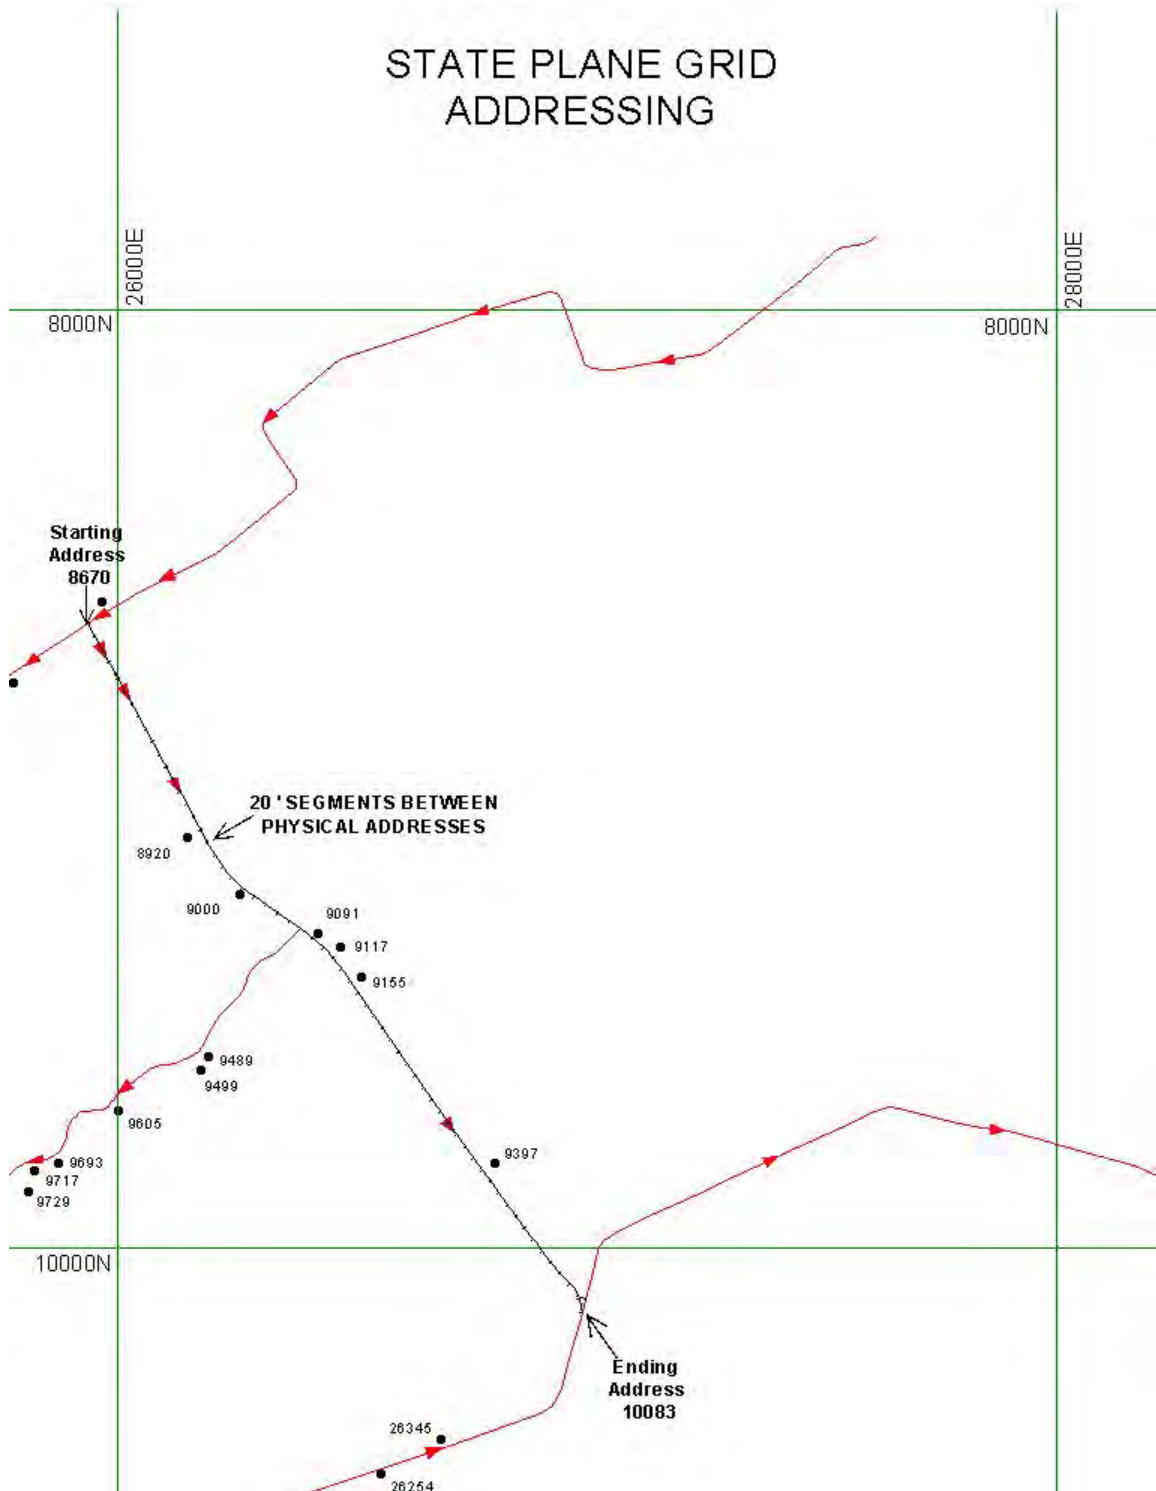 STATE PLANE GRID
ADDRESSING
26000E
28000E
8000N
8000N
Starting
Address
8670
20 ' SEGMENTS BETWEEN
PHYSICAL ADDRESSES
8920
9000
9091
9117
9155
9489
9499
9605
9397
9693
9717
9729
10000N
Ending
Address
10083
26345
26254